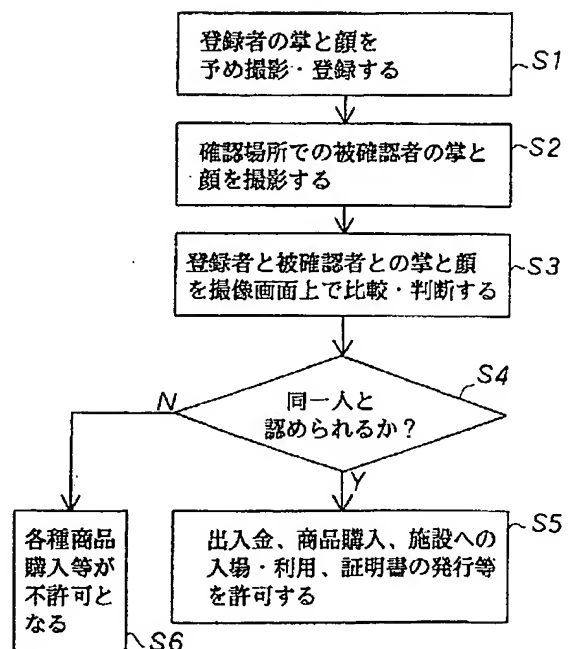 登録者の掌と顔を
予め撮影・登録する
S1
確認場所での被確認者の掌と
顔を撮影する
S2
登録者と被確認者との掌と顔
を撮像画面上で比較・判断する
S3
同一人と
認められるか？
S4
N
Y
各種商品
購入等が
不許可と
なる
S6
出入金、商品購入、施設への
入場・利用、証明書の発行等
を許可する
S5